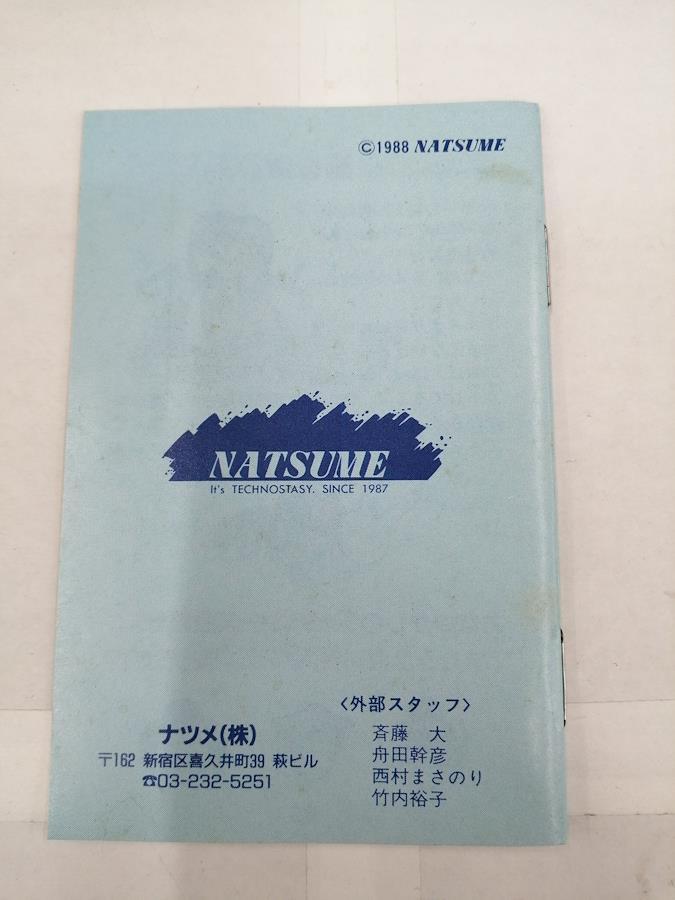 ©1988 NATSUME
NATSUME
It's TECHNOSTASY. SINCE 1987
〈外部スタッフ〉
斉藤 大
舟田幹彦
西村まさのり
竹内裕子
ナツメ(株)
〒162 新宿区喜久井町39 萩ビル
☎03-232-5251